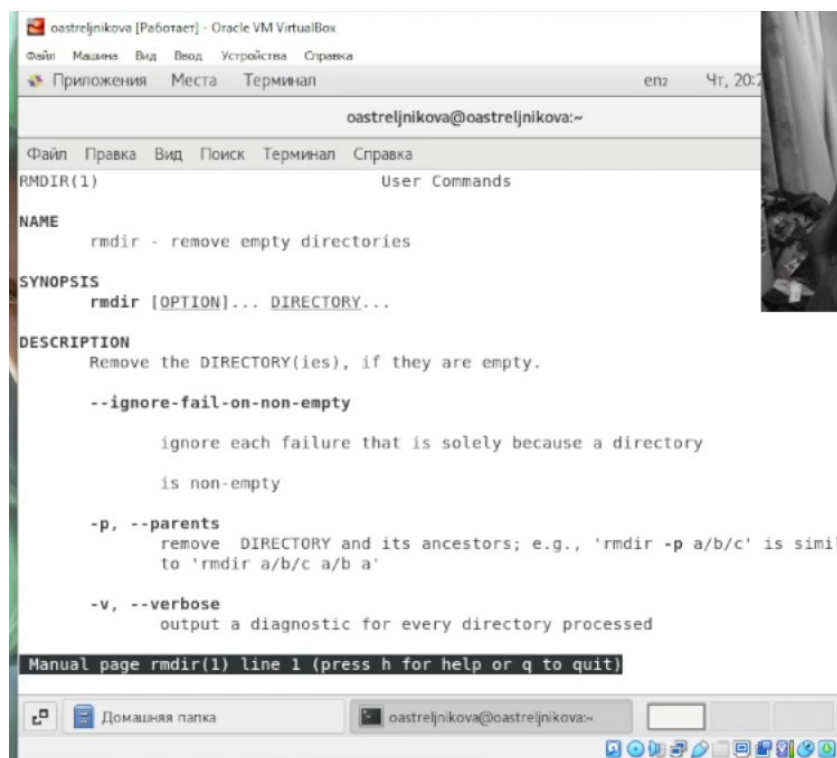 oastreljnikova [Работает] - Oracle VM VirtualBox
Файл Машина Вид Ввод Устройства Справка
Приложения Места Терминал en2 Чт, 20:
oastreljnikova@oastreljnikova:~
Файл Правка Вид Поиск Терминал Справка
RMDIR(1) User Commands
NAME
rmdir - remove empty directories
SYNOPSIS
rmdir [OPTION]... DIRECTORY...
DESCRIPTION
Remove the DIRECTORY(ies), if they are empty.
--ignore-fail-on-non-empty
ignore each failure that is solely because a directory
is non-empty
-p, --parents
remove DIRECTORY and its ancestors; e.g., 'rmdir -p a/b/c' is simil
to 'rmdir a/b/c a/b a'
-v, --verbose
output a diagnostic for every directory processed
Manual page rmdir(1) line 1 (press h for help or q to quit)
Домашняя папка oastreljnikova@oastreljnikova:~